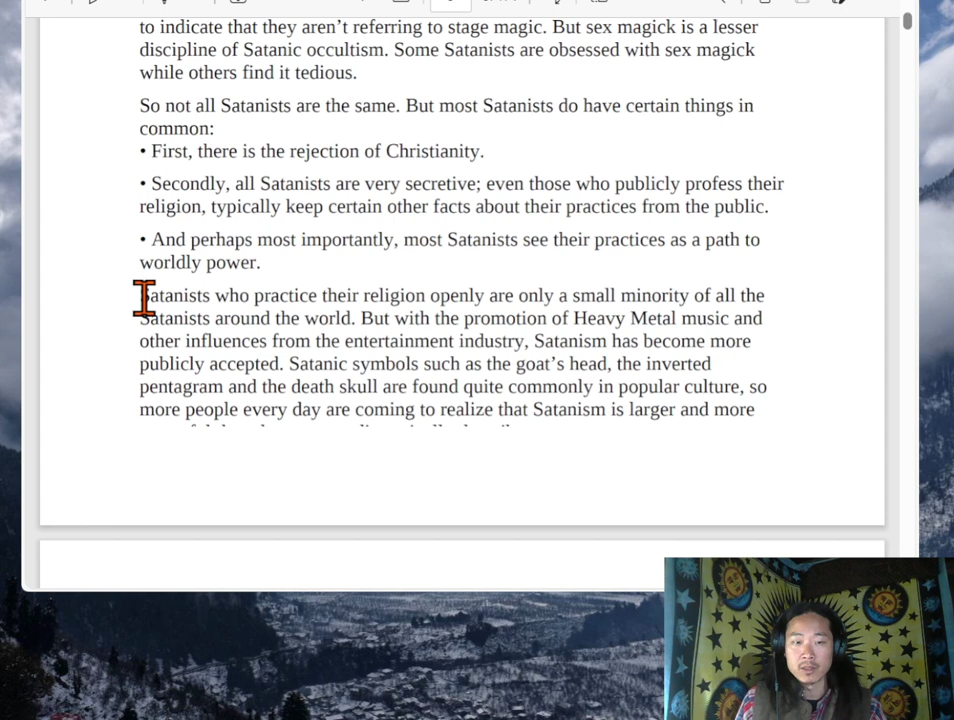 to indicate that they aren't referring to stage magic. But sex magick is a lesser
discipline of Satanic occultism. Some Satanists are obsessed with sex magick
while others find it tedious.
So not all Satanists are the same. But most Satanists do have certain things in
common:
• First, there is the rejection of Christianity.
• Secondly, all Satanists are very secretive; even those who publicly profess their
religion, typically keep certain other facts about their practices from the public.
• And perhaps most importantly, most Satanists see their practices as a path to
worldly power.
Satanists who practice their religion openly are only a small minority of all the
Satanists around the world. But with the promotion of Heavy Metal music and
other influences from the entertainment industry, Satanism has become more
publicly accepted. Satanic symbols such as the goat's head, the inverted
pentagram and the death skull are found quite commonly in popular culture, so
more people every day are coming to realize that Satanism is larger and more